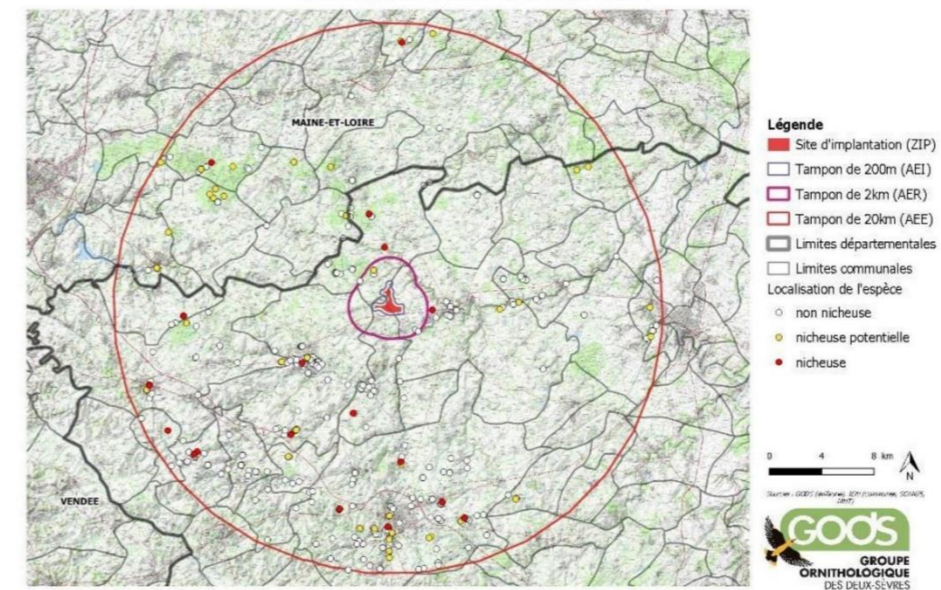 MAINE-ET-LOIRE
VENDEE
Légende
Site d'implantation (ZIP)
Tampon de 200m (AEI)
Tampon de 2km (AER)
Tampon de 20km (AEE)
Limites départementales
Limites communales
Localisation de l'espèce
non nicheuse
nicheuse potentielle
nicheuse
0 4 8 km
N
GODS
GROUPE
ORNITHOLOGIQUE
DES DEUX-SÈVRES